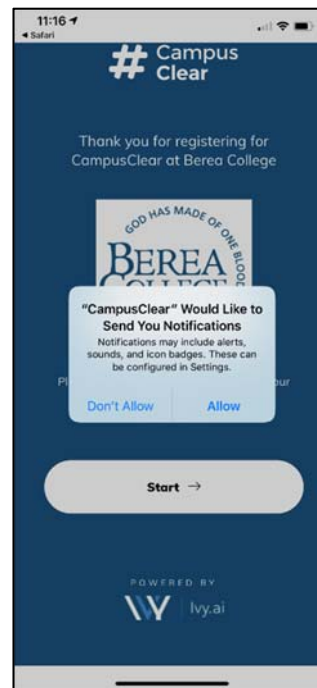 11:16
Safari
# Campus
Clear
Thank you for registering for
CampusClear at Berea College
GOD HAS MADE OF ONE BLOOD
BEREA
"CampusClear" Would Like to
Send You Notifications
Notifications may include alerts,
sounds, and icon badges. These can
be configured in Settings.
Don't Allow
Allow
Start →
POWERED BY
Ivy.ai